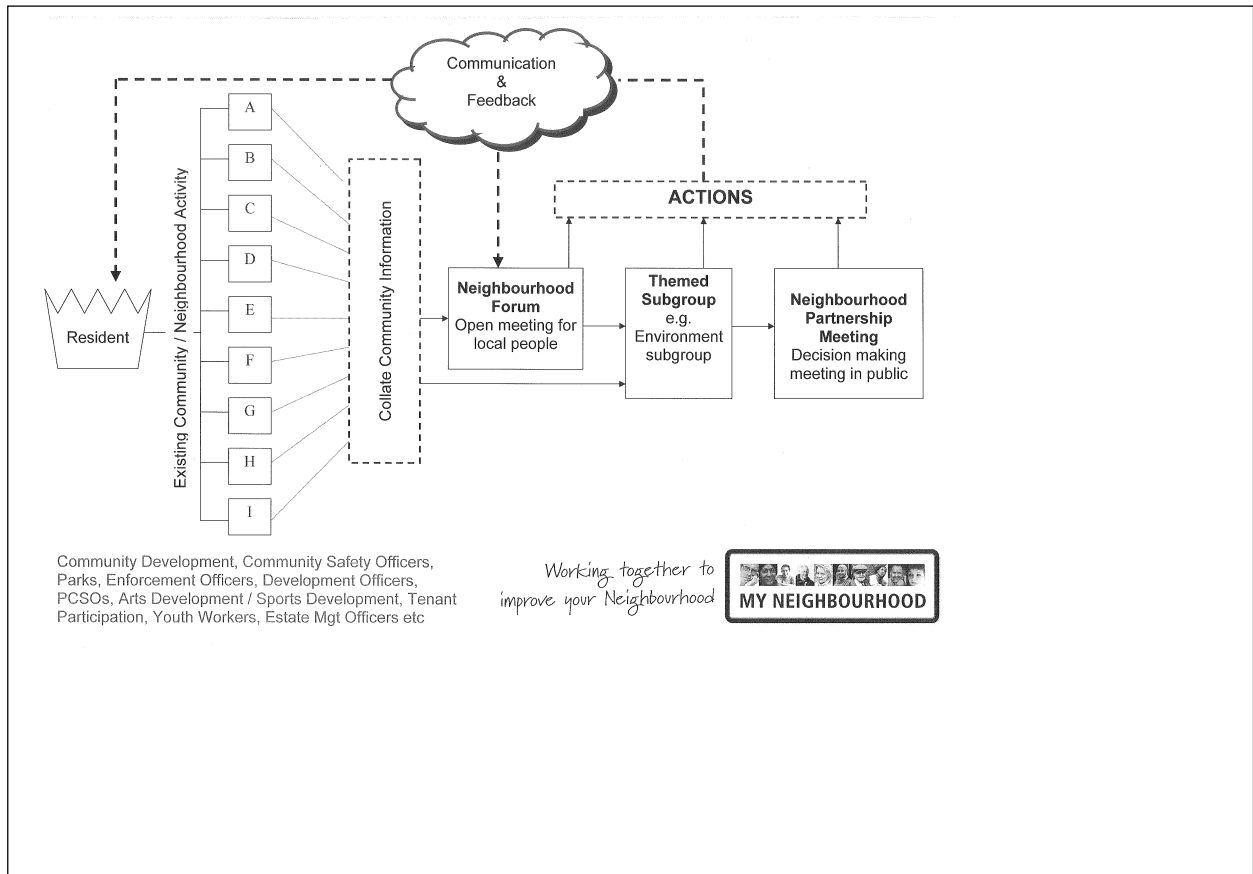 Communication
&
Feedback
A
B
C
D
E
F
G
H
I
Existing Community / Neighbourhood Activity
Resident
Collate Community Information
ACTIONS
Neighbourhood
Forum
Open meeting for
local people
Themed
Subgroup
e.g.
Environment
subgroup
Neighbourhood
Partnership
Meeting
Decision making
meeting in public
Community Development, Community Safety Officers,
Parks, Enforcement Officers, Development Officers,
PCSOs, Arts Development / Sports Development, Tenant
Participation, Youth Workers, Estate Mgt Officers etc
Working together to
improve your Neighbourhood
MY NEIGHBOURHOOD